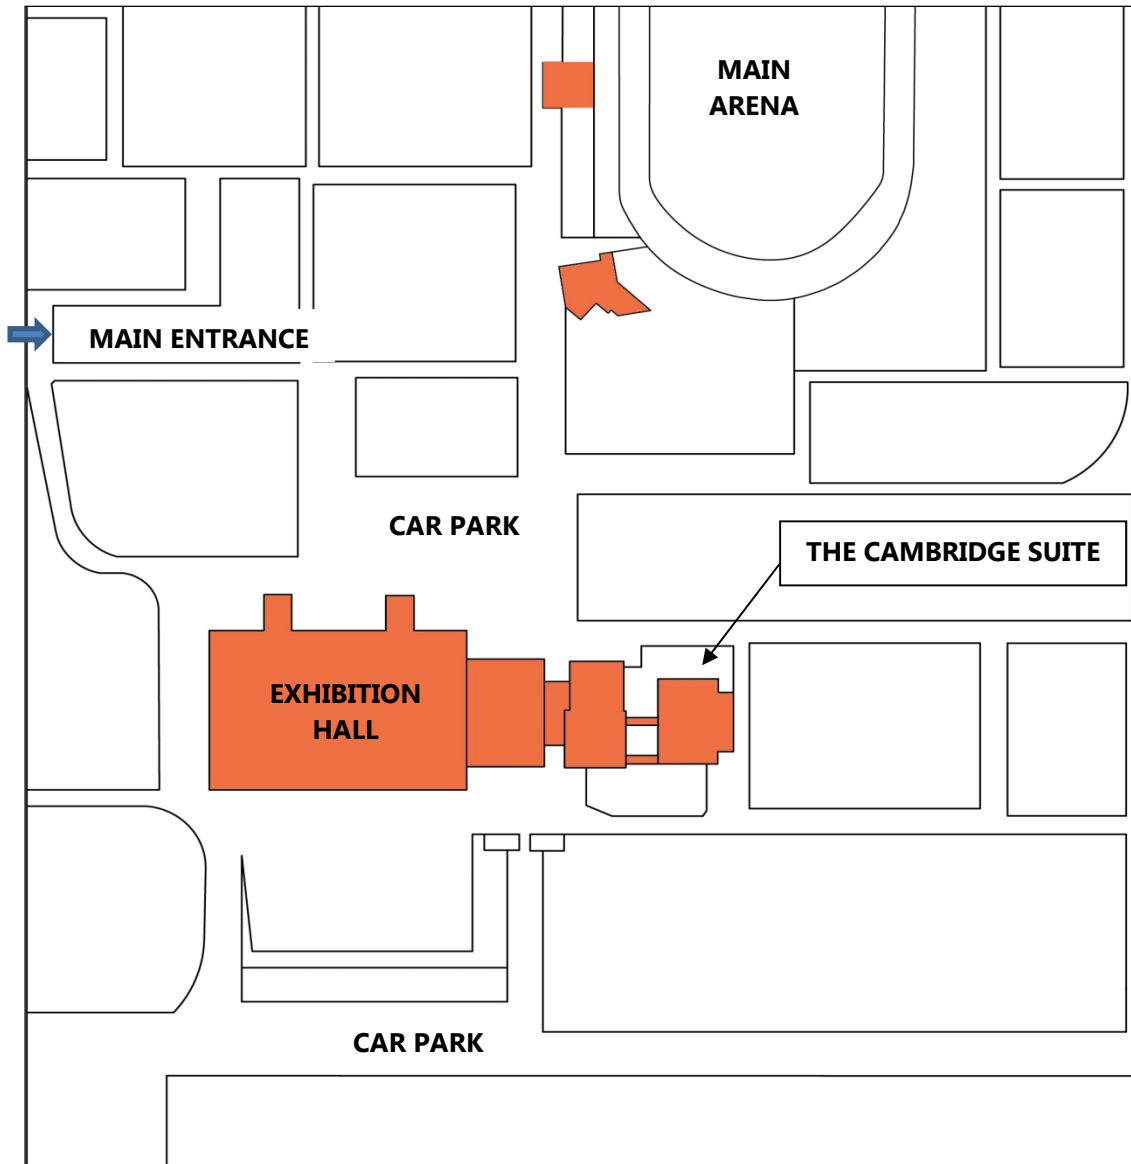 MAIN
ARENA
MAIN ENTRANCE
CAR PARK
THE CAMBRIDGE SUITE
EXHIBITION
HALL
CAR PARK